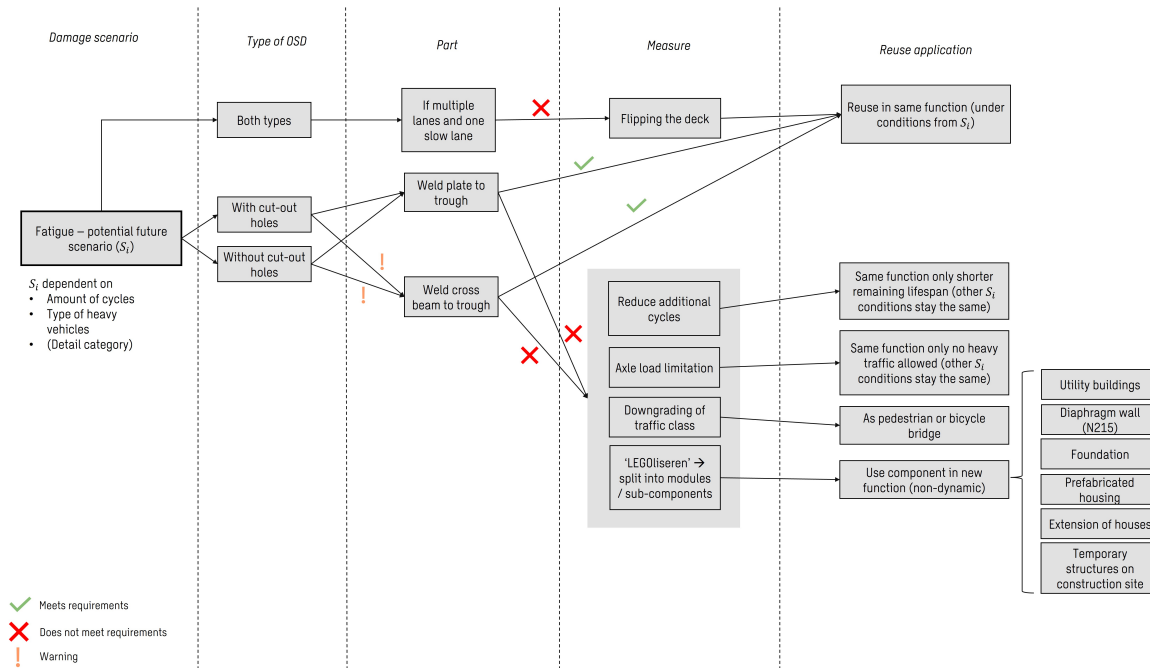 Damage scenario
Type of OSD
Part
Measure
Reuse application
Both types
If multiple
lanes and one
slow lane
Flipping the deck
Reuse in same function (under
conditions from Sᵢ)
Fatigue – potential future
scenario (Sᵢ)
With cut-out
holes
Without cut-out
holes
Weld plate to
trough
Weld cross
beam to trough
Sᵢ dependent on
• Amount of cycles
• Type of heavy
vehicles
• (Detail category)
Reduce additional
cycles
Same function only shorter
remaining lifespan (other Sᵢ
conditions stay the same)
Axle load limitation
Same function only no heavy
traffic allowed (other Sᵢ
conditions stay the same)
Downgrading of
traffic class
As pedestrian or bicycle
bridge
‘LEGOliseren’ →
split into modules
/ sub-components
Use component in new
function (non-dynamic)
Utility buildings
Diaphragm wall
(N215)
Foundation
Prefabricated
housing
Extension of houses
Temporary
structures on
construction site
Meets requirements
Does not meet requirements
Warning